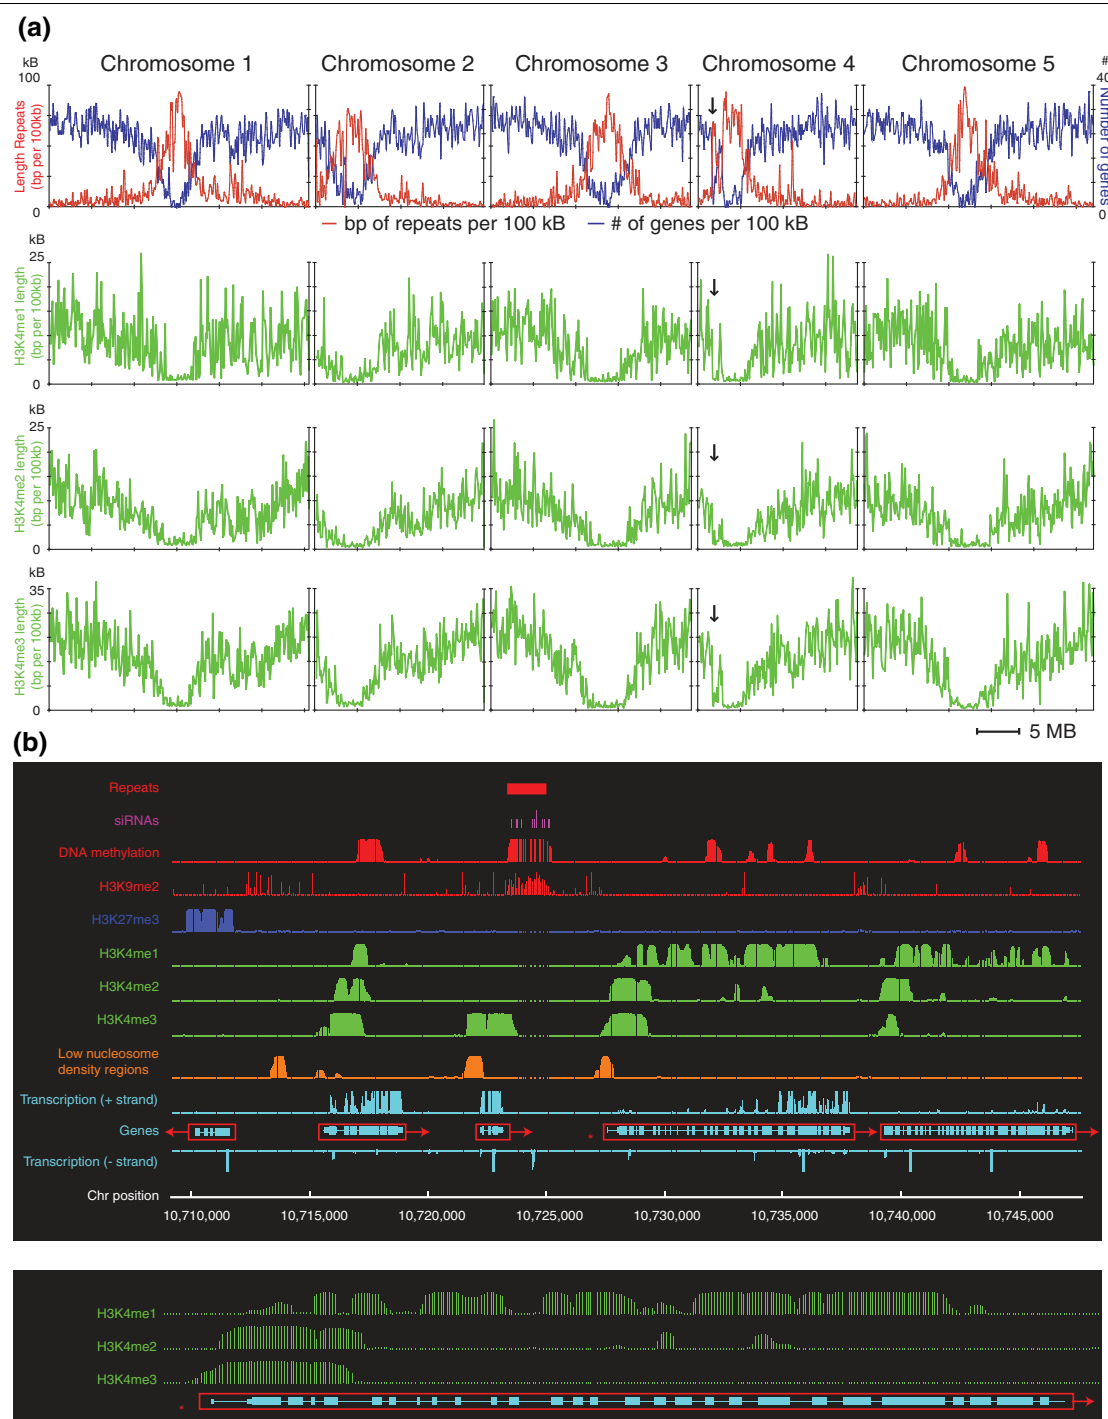 (a)
kB
Chromosome 1
Chromosome 2
Chromosome 3
Chromosome 4
Chromosome 5
#
100
40
Length Repeats
(bp per 100kb)
Number of genes
0
0
— bp of repeats per 100 kB — # of genes per 100 kB
kB
25
H3K4me1 length
(bp per 100kb)
0
kB
25
H3K4me2 length
(bp per 100kb)
0
kB
35
H3K4me3 length
(bp per 100kb)
0
5 MB
(b)
Repeats
siRNAs
DNA methylation
H3K9me2
H3K27me3
H3K4me1
H3K4me2
H3K4me3
Low nucleosome
density regions
Transcription (+ strand)
Genes
*
Transcription (- strand)
Chr position
10,710,000 10,715,000 10,720,000 10,725,000 10,730,000 10,735,000 10,740,000 10,745,000
H3K4me1
H3K4me2
H3K4me3
*